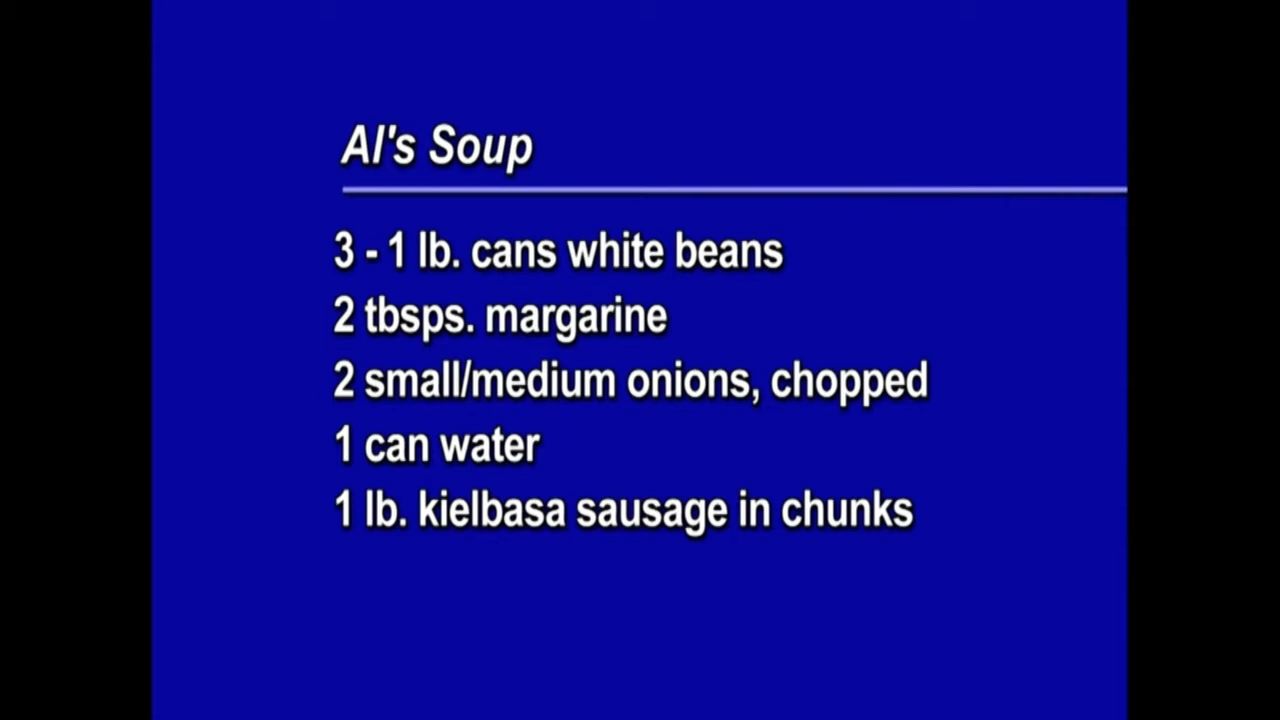 Al's Soup
3 - 1 lb. cans white beans
2 tbsps. margarine
2 small/medium onions, chopped
1 can water
1 lb. kielbasa sausage in chunks